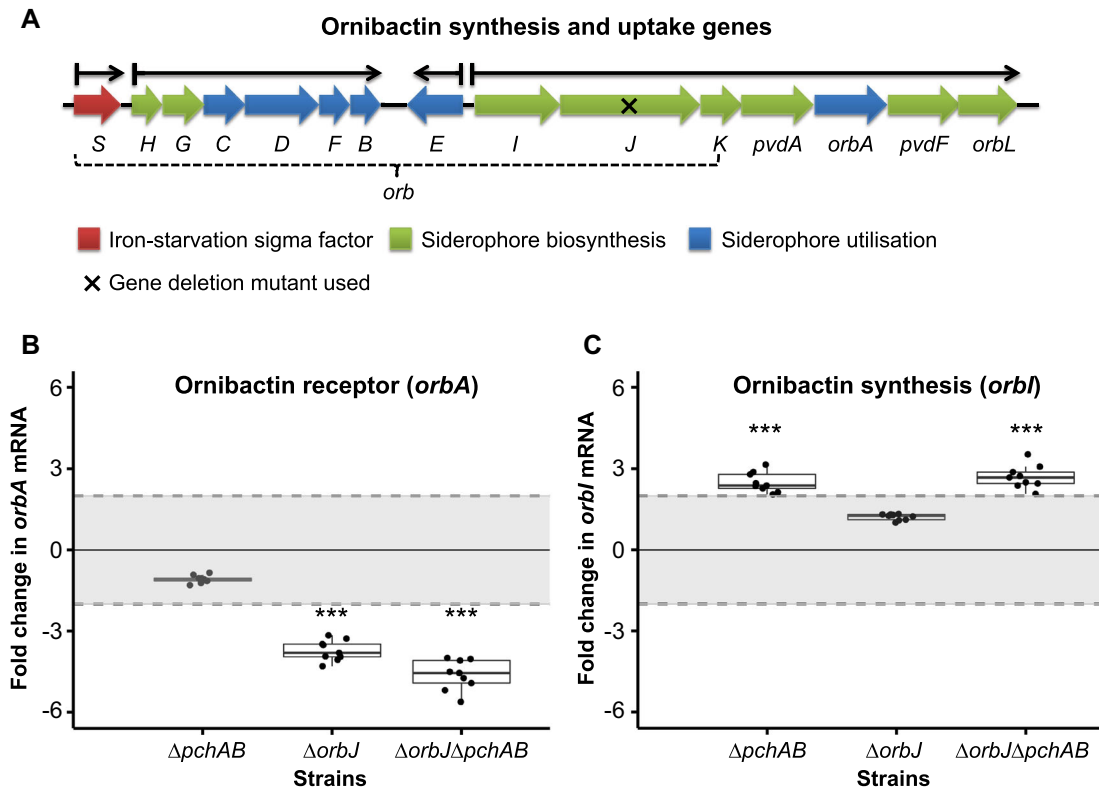 A
Ornibactin synthesis and uptake genes
S H G C D F B E I J K pvdA orbA pvdF orbL
orb
Iron-starvation sigma factor
Siderophore biosynthesis
Siderophore utilisation
Gene deletion mutant used
B
Ornibactin receptor (orbA)
Fold change in orbA mRNA
6
3
0
-3
-6
***
***
ΔpchAB
ΔorbJ
ΔorbJΔpchAB
Strains
C
Ornibactin synthesis (orbI)
Fold change in orbI mRNA
6
3
0
-3
-6
***
***
ΔpchAB
ΔorbJ
ΔorbJΔpchAB
Strains